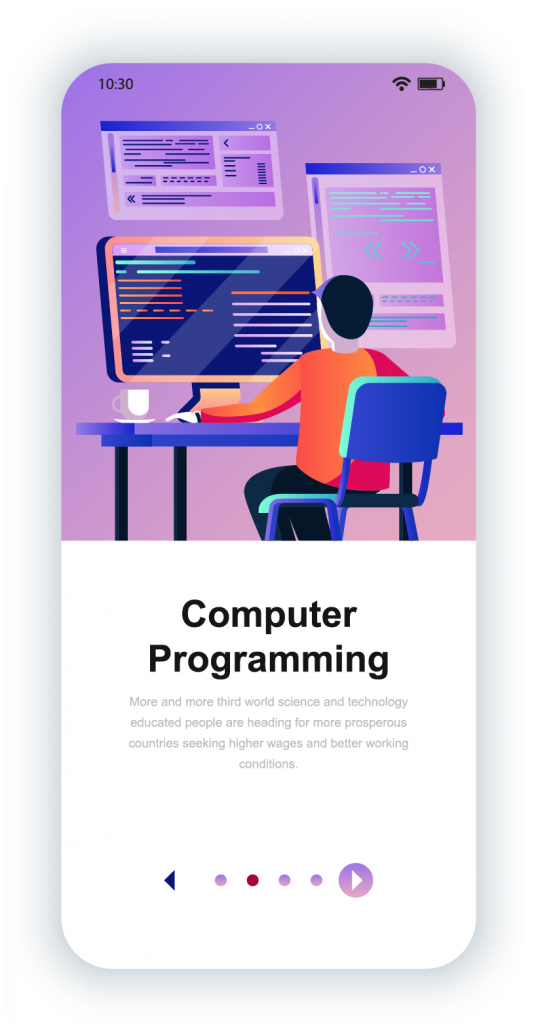 10:30
Computer
Programming
More and more third world science and technology
educated people are heading for more prosperous
countries seeking higher wages and better working
conditions.